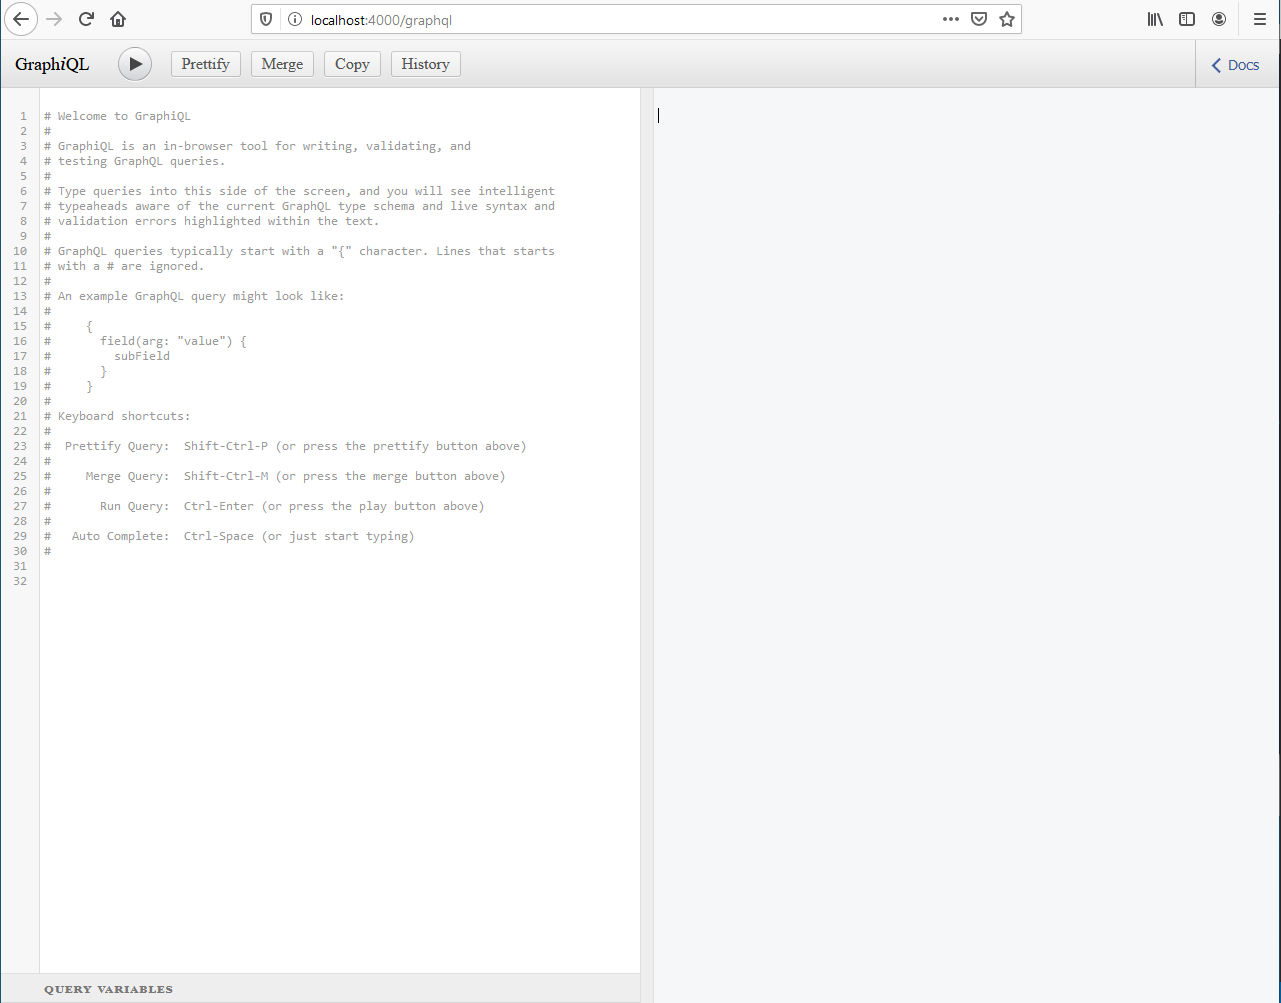 localhost:4000/graphql
GraphiQL
Prettify
Merge
Copy
History
Docs
1 # Welcome to GraphiQL
2 #
3 # GraphiQL is an in-browser tool for writing, validating, and
4 # testing GraphQL queries.
5 #
6 # Type queries into this side of the screen, and you will see intelligent
7 # typeaheads aware of the current GraphQL type schema and live syntax and
8 # validation errors highlighted within the text.
9 #
10 # GraphQL queries typically start with a "{" character. Lines that starts
11 # with a # are ignored.
12 #
13 # An example GraphQL query might look like:
14 #
15 #     {
16 #       field(arg: "value") {
17 #         subField
18 #       }
19 #     }
20 #
21 # Keyboard shortcuts:
22 #
23 #  Prettify Query:  Shift-Ctrl-P (or press the prettify button above)
24 #
25 #     Merge Query:  Shift-Ctrl-M (or press the merge button above)
26 #
27 #       Run Query:  Ctrl-Enter (or press the play button above)
28 #
29 #   Auto Complete:  Ctrl-Space (or just start typing)
30 #
31
32
QUERY VARIABLES